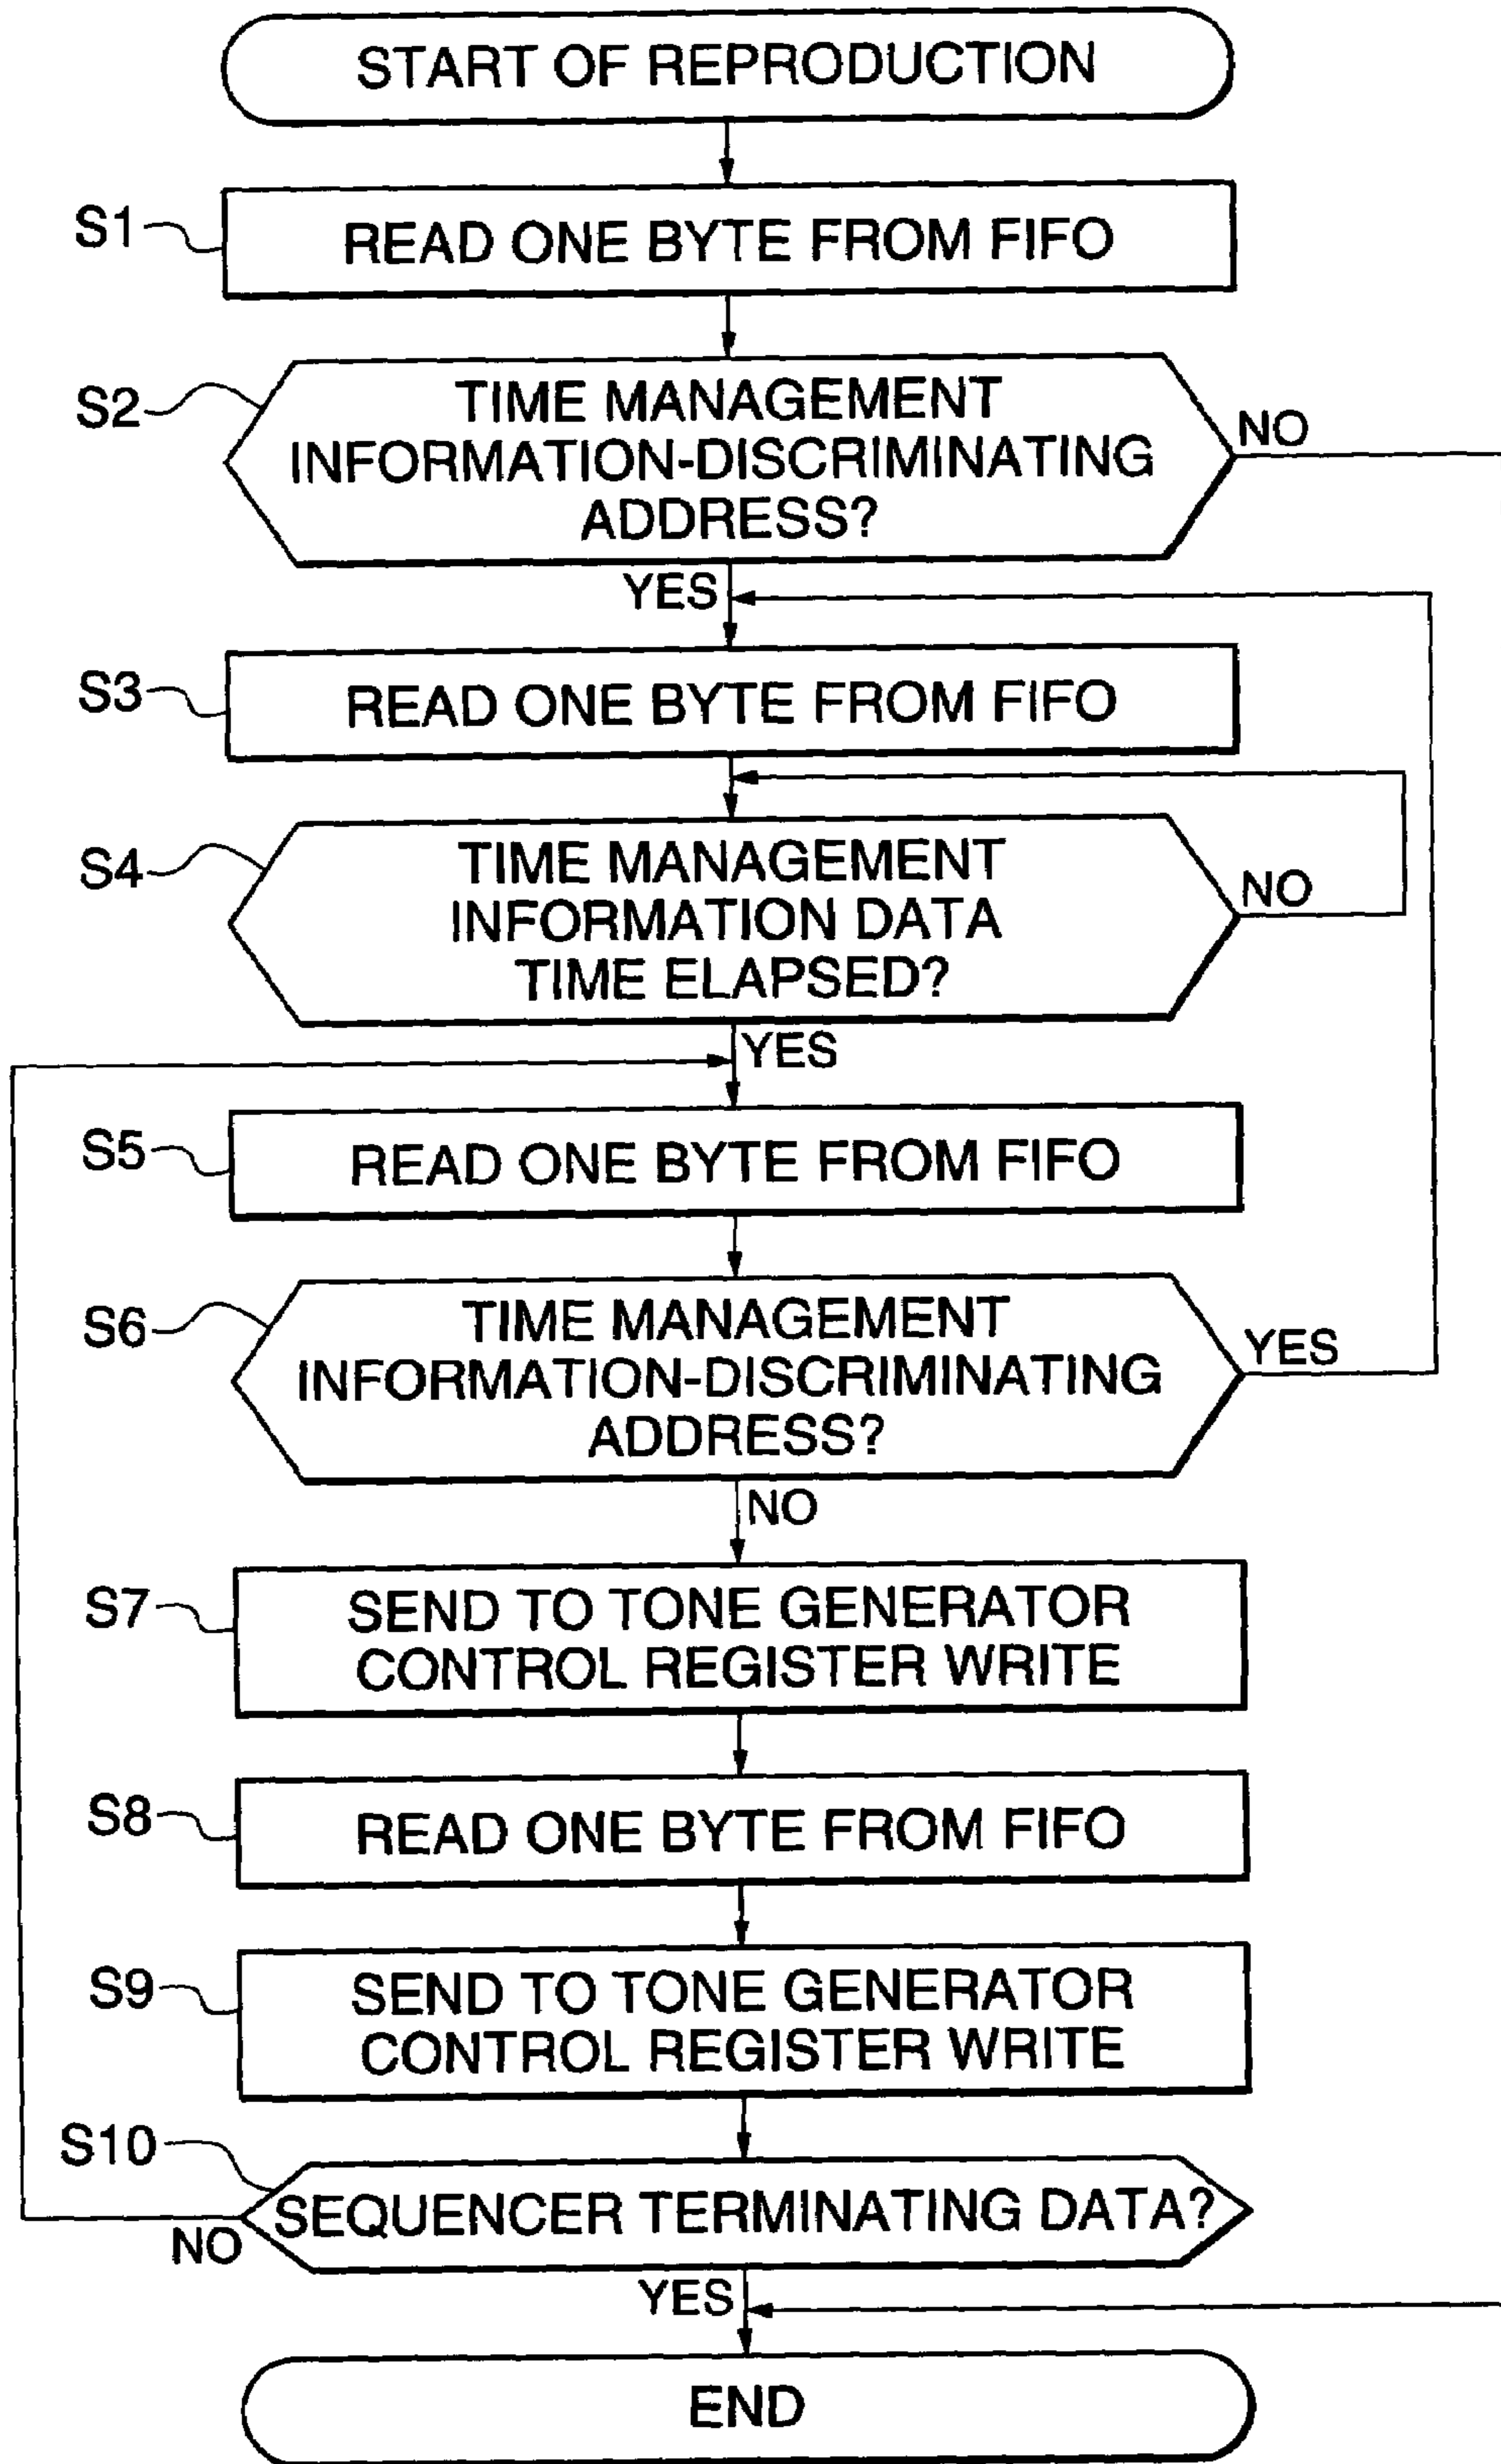 START OF REPRODUCTION
S1
READ ONE BYTE FROM FIFO
S2
TIME MANAGEMENT
INFORMATION-DISCRIMINATING
ADDRESS?
NO
YES
S3
READ ONE BYTE FROM FIFO
S4
TIME MANAGEMENT
INFORMATION DATA
TIME ELAPSED?
NO
YES
S5
READ ONE BYTE FROM FIFO
S6
TIME MANAGEMENT
INFORMATION-DISCRIMINATING
ADDRESS?
YES
NO
S7
SEND TO TONE GENERATOR
CONTROL REGISTER WRITE
S8
READ ONE BYTE FROM FIFO
S9
SEND TO TONE GENERATOR
CONTROL REGISTER WRITE
S10
SEQUENCER TERMINATING DATA?
NO
YES
END